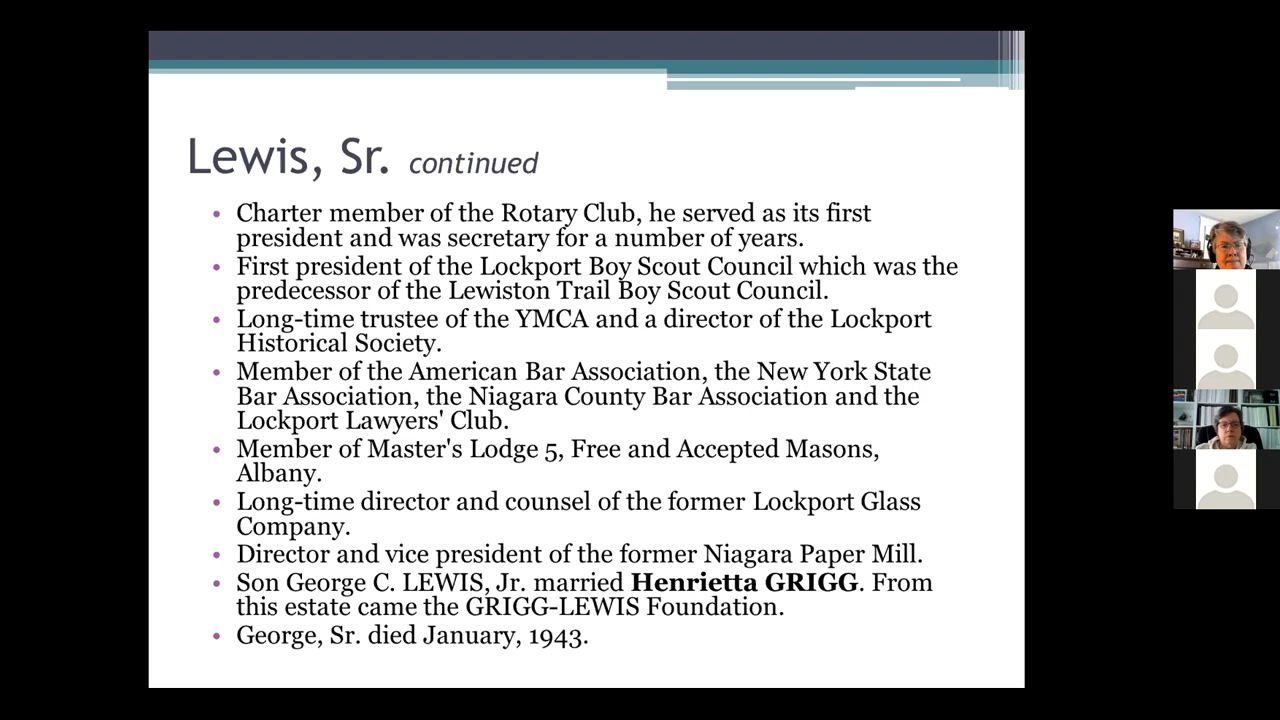 Lewis, Sr. continued
• Charter member of the Rotary Club, he served as its first
president and was secretary for a number of years.
• First president of the Lockport Boy Scout Council which was the
predecessor of the Lewiston Trail Boy Scout Council.
• Long-time trustee of the YMCA and a director of the Lockport
Historical Society.
• Member of the American Bar Association, the New York State
Bar Association, the Niagara County Bar Association and the
Lockport Lawyers' Club.
• Member of Master's Lodge 5, Free and Accepted Masons,
Albany.
• Long-time director and counsel of the former Lockport Glass
Company.
• Director and vice president of the former Niagara Paper Mill.
• Son George C. LEWIS, Jr. married Henrietta GRIGG. From
this estate came the GRIGG-LEWIS Foundation.
• George, Sr. died January, 1943.